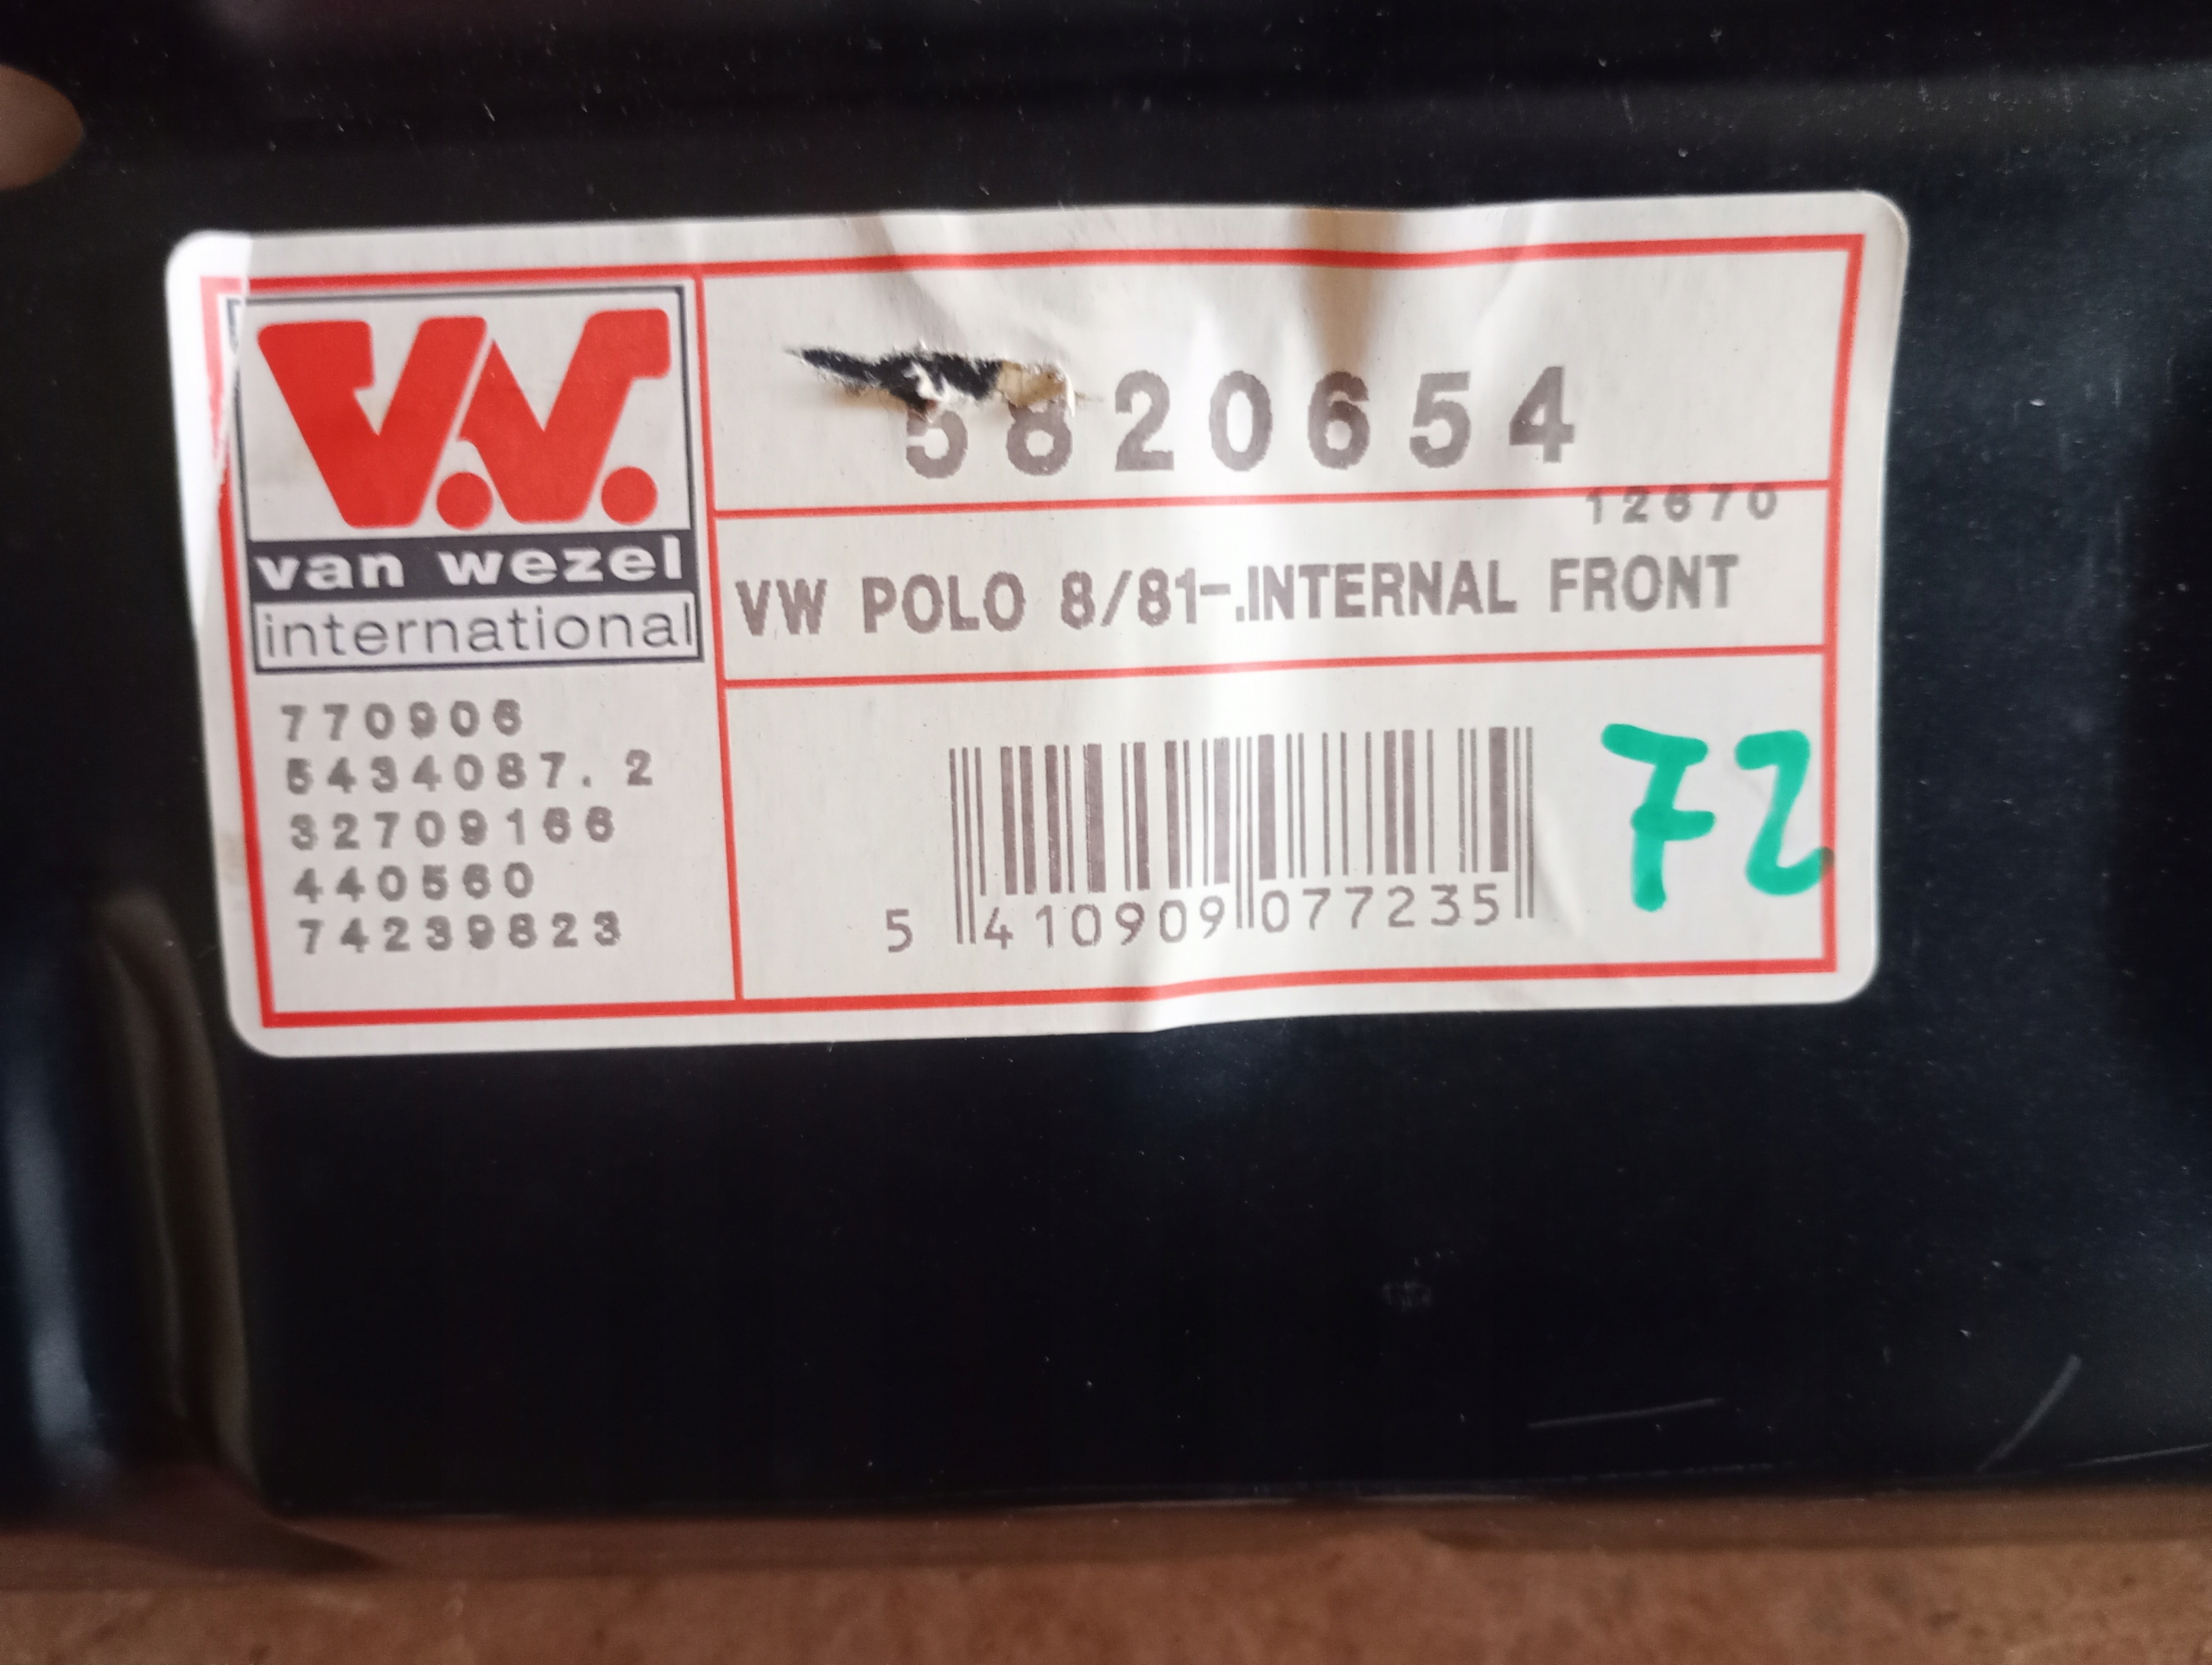 V.W.
van wezel
international
770906
5434087.2
32709166
440560
74239823
5820654
12670
VW POLO 8/81-.INTERNAL FRONT
5 410909 077235
72